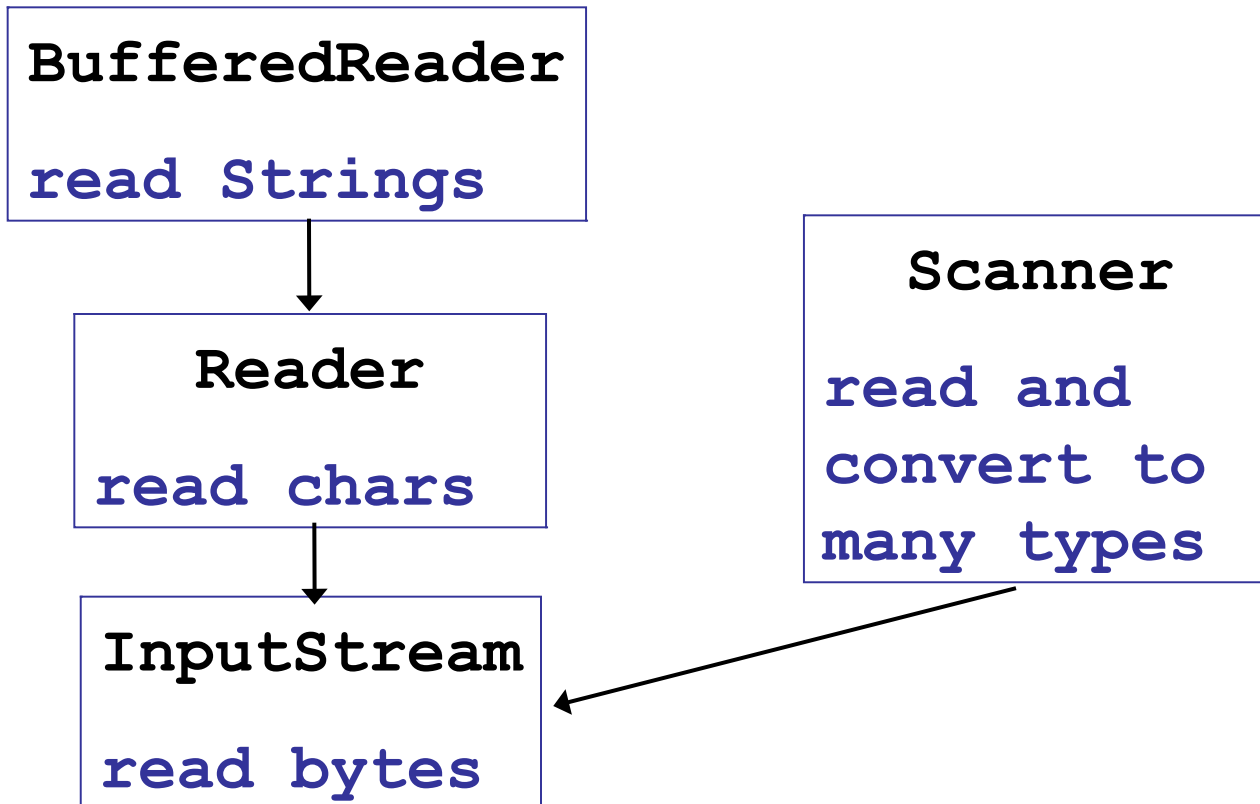 BufferedReader
read Strings
Reader
read chars
InputStream
read bytes
Scanner
read and
convert to
many types